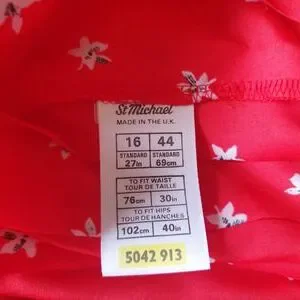 St Michael
MADE IN THE U.K.
16 44
STANDARD STANDARD
27in 69cm
TO FIT WAIST
TOUR DE TAILLE
76cm 30in
TO FIT HIPS
TOUR DE HANCHES
102cm 40in
5042 913